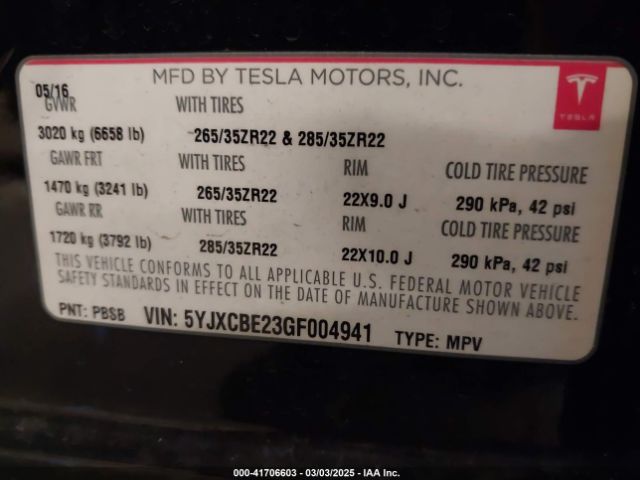 MFD BY TESLA MOTORS, INC.
TESLA
05/16
GVWR WITH TIRES
3020 kg (6658 lb) 265/35ZR22 & 285/35ZR22
GAWR FRT WITH TIRES RIM COLD TIRE PRESSURE
1470 kg (3241 lb) 265/35ZR22 22X9.0 J 290 kPa, 42 psi
GAWR RR WITH TIRES RIM COLD TIRE PRESSURE
1720 kg (3792 lb) 285/35ZR22 22X10.0 J 290 kPa, 42 psi
THIS VEHICLE CONFORMS TO ALL APPLICABLE U.S. FEDERAL MOTOR VEHICLE
SAFETY STANDARDS IN EFFECT ON THE DATE OF MANUFACTURE SHOWN ABOVE.
PNT: PBSB VIN: 5YJXCBE23GF004941 TYPE: MPV
000-41706603 - 03/03/2025 - IAA Inc.